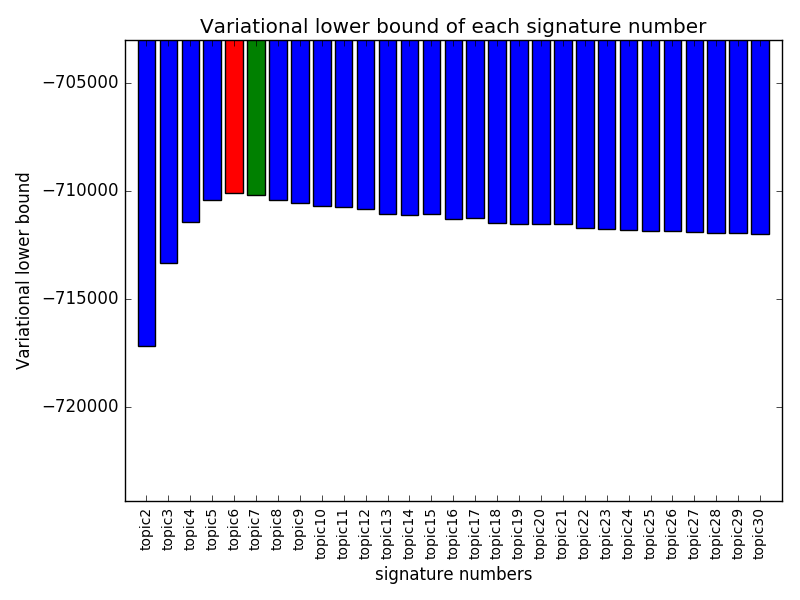 Variational lower bound of each signature number
Variational lower bound
−705000
−710000
−715000
−720000
topic2
topic3
topic4
topic5
topic6
topic7
topic8
topic9
topic10
topic11
topic12
topic13
topic14
topic15
topic16
topic17
topic18
topic19
topic20
topic21
topic22
topic23
topic24
topic25
topic26
topic27
topic28
topic29
topic30
signature numbers